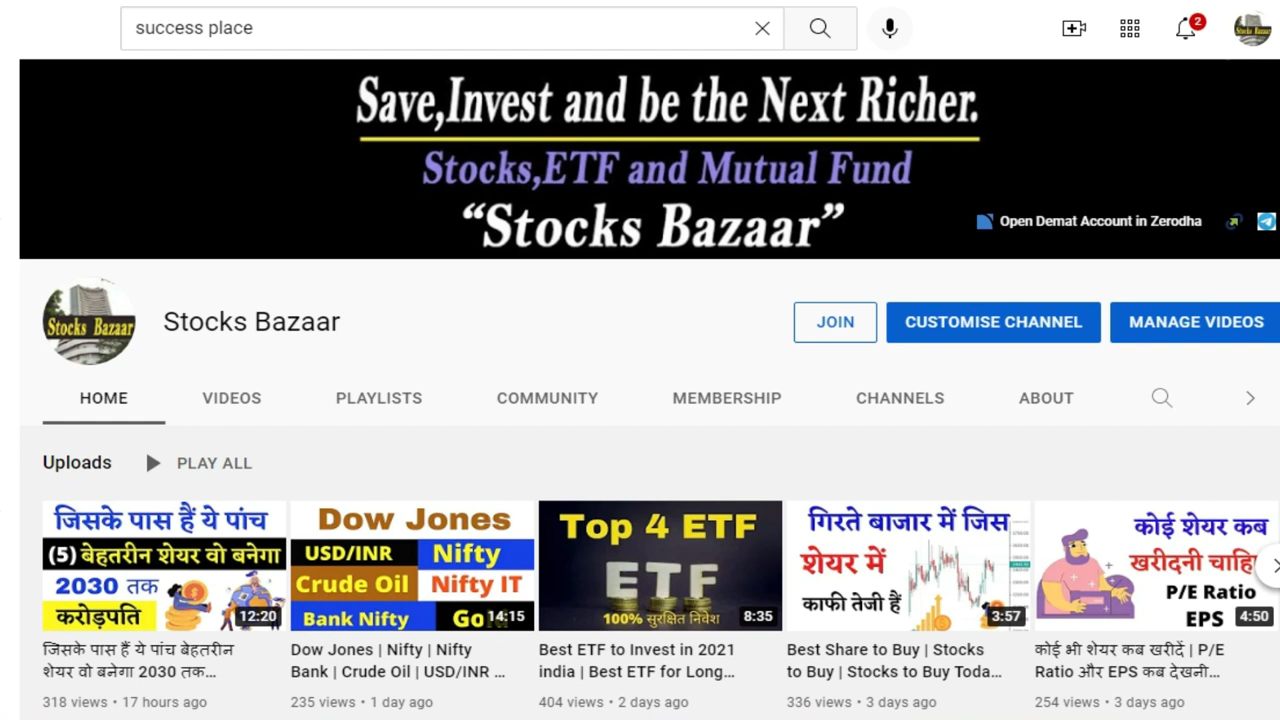 success place
2
Save,Invest and be the Next Richer.
Stocks,ETF and Mutual Fund
“Stocks Bazaar”
Open Demat Account in Zerodha
Stocks Bazaar
Stocks Bazaar
JOIN
CUSTOMISE CHANNEL
MANAGE VIDEOS
HOME
VIDEOS
PLAYLISTS
COMMUNITY
MEMBERSHIP
CHANNELS
ABOUT
Uploads
PLAY ALL
जिसके पास हैं ये पांच
(5) बेहतरीन शेयर वो बनेगा
2030 तक
करोड़पति
12:20
जिसके पास हैं ये पांच बेहतरीन
शेयर वो बनेगा 2030 तक...
318 views • 17 hours ago
Dow Jones
USD/INR
Nifty
Crude Oil
Nifty IT
Bank Nifty
Go
14:15
Dow Jones | Nifty | Nifty
Bank | Crude Oil | USD/INR ...
235 views • 1 day ago
Top 4 ETF
ETF
100% सुरक्षित निवेश
8:35
Best ETF to Invest in 2021
india | Best ETF for Long...
404 views • 2 days ago
गिरते बाजार में जिस
शेयर में
काफी तेजी हैं
3:57
Best Share to Buy | Stocks
to Buy | Stocks to Buy Toda...
336 views • 3 days ago
कोई शेयर कब
खरीदनी चाहि
P/E Ratio
EPS
4:50
कोई भी शेयर कब खरीदें | P/E
Ratio और EPS कब देखनी...
254 views • 3 days ago